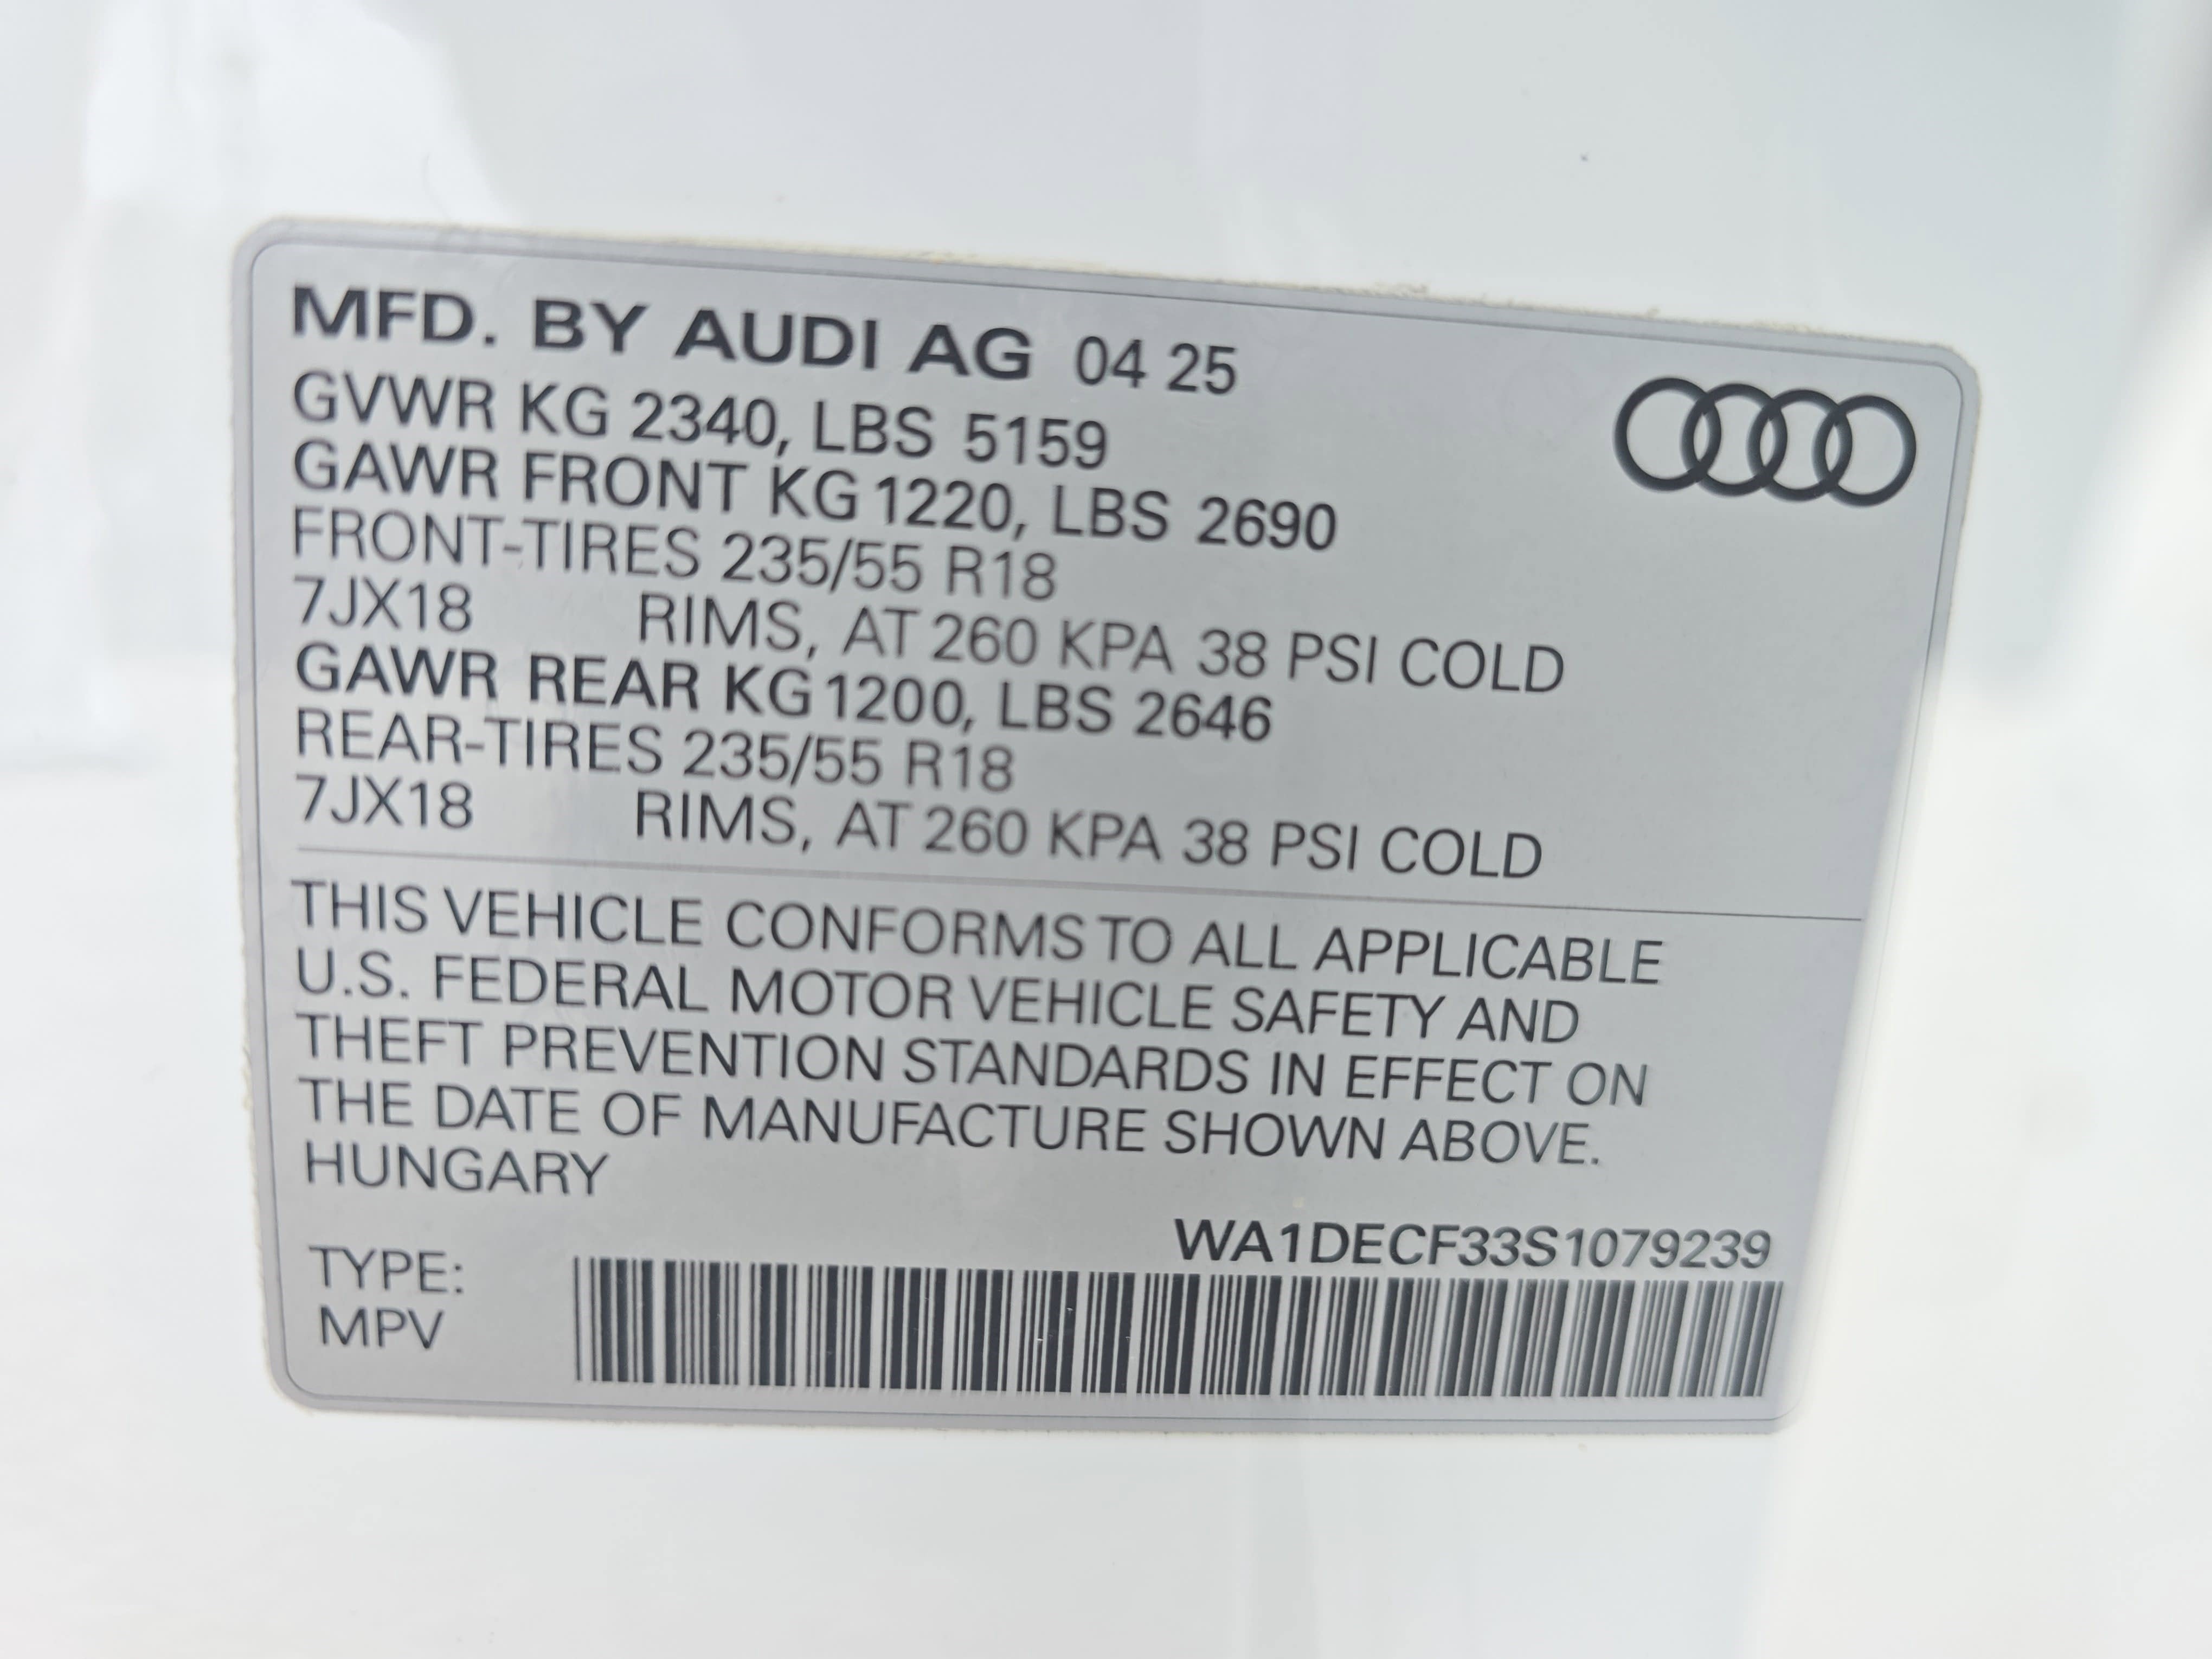 MFD. BY AUDI AG 04 25
GVWR KG 2340, LBS 5159
GAWR FRONT KG 1220, LBS 2690
FRONT-TIRES 235/55 R18
7JX18 RIMS, AT 260 KPA 38 PSI COLD
GAWR REAR KG 1200, LBS 2646
REAR-TIRES 235/55 R18
7JX18 RIMS, AT 260 KPA 38 PSI COLD
THIS VEHICLE CONFORMS TO ALL APPLICABLE
U.S. FEDERAL MOTOR VEHICLE SAFETY AND
THEFT PREVENTION STANDARDS IN EFFECT ON
THE DATE OF MANUFACTURE SHOWN ABOVE.
HUNGARY
WA1DECF33S1079239
TYPE:
MPV